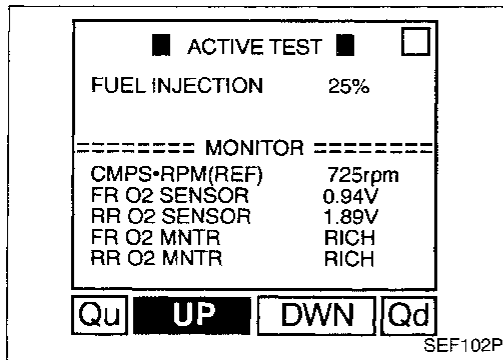 ■ ACTIVE TEST ■ □
FUEL INJECTION 25%
======== MONITOR ========
CMPS•RPM(REF) 725rpm
FR O2 SENSOR 0.94V
RR O2 SENSOR 1.89V
FR O2 MNTR RICH
RR O2 MNTR RICH
Qu UP DWN Qd
SEF102P